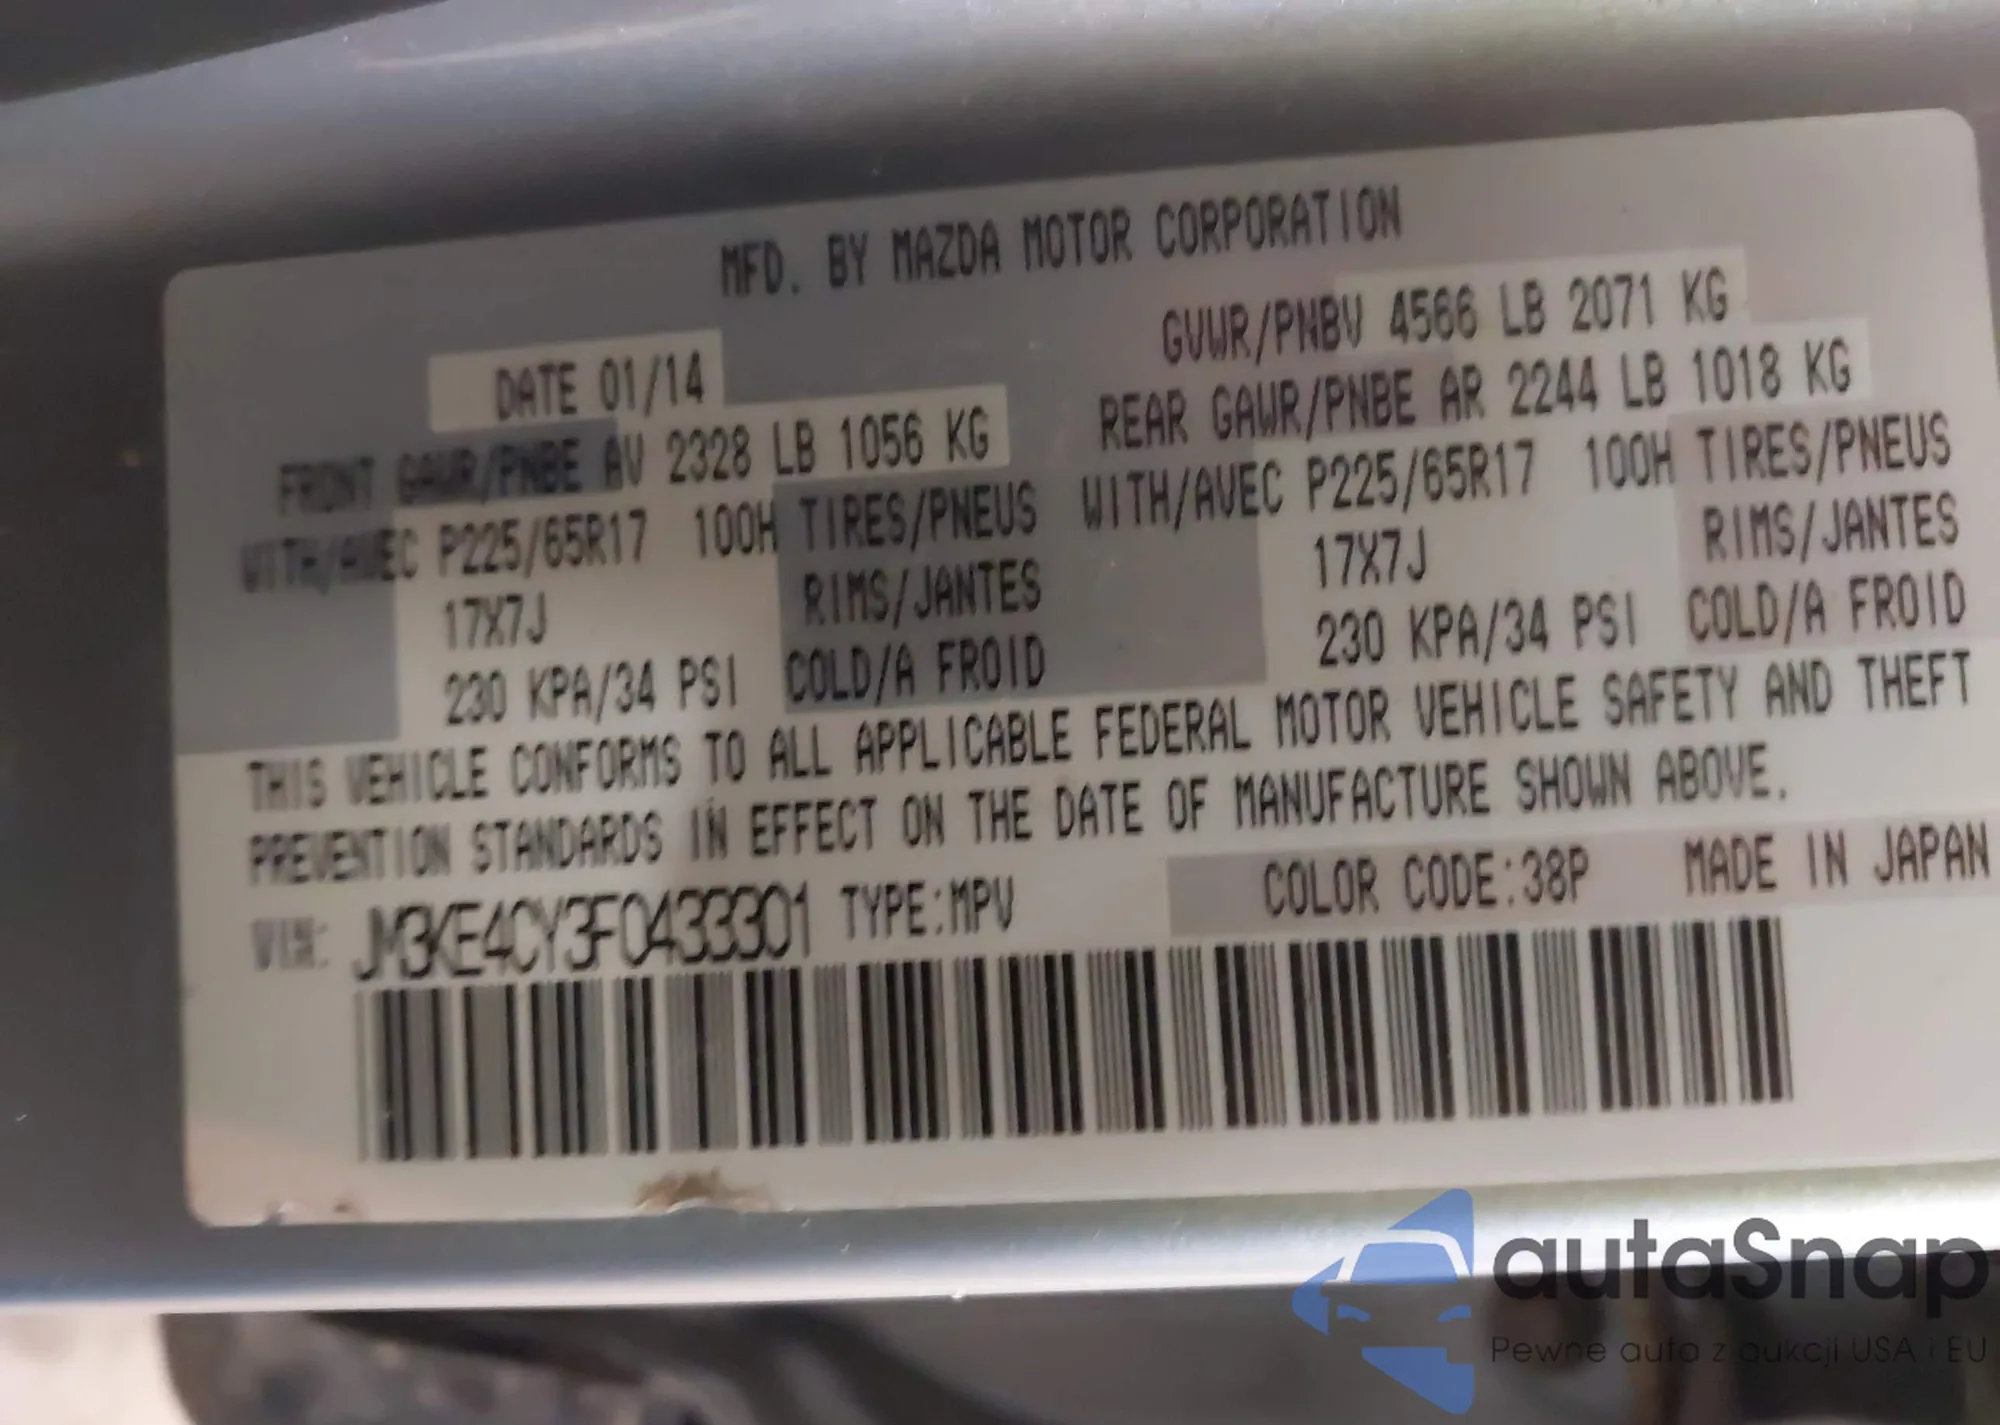 MFD. BY MAZDA MOTOR CORPORATION
DATE 01/14
GVWR/PNBV 4566 LB 2071 KG
FRONT GAWR/PNBE AV 2328 LB 1056 KG
REAR GAWR/PNBE AR 2244 LB 1018 KG
WITH/AVEC P225/65R17 100H TIRES/PNEUS
WITH/AVEC P225/65R17 100H TIRES/PNEUS
17X7J RIMS/JANTES
17X7J RIMS/JANTES
230 KPA/34 PSI COLD/A FROID
230 KPA/34 PSI COLD/A FROID
THIS VEHICLE CONFORMS TO ALL APPLICABLE FEDERAL MOTOR VEHICLE SAFETY AND THEFT
PREVENTION STANDARDS IN EFFECT ON THE DATE OF MANUFACTURE SHOWN ABOVE.
VIN: JM3KE4CY3F0433301 TYPE:MPV COLOR CODE:38P MADE IN JAPAN
autaSnap
Pewne auta z aukcji USA i EU